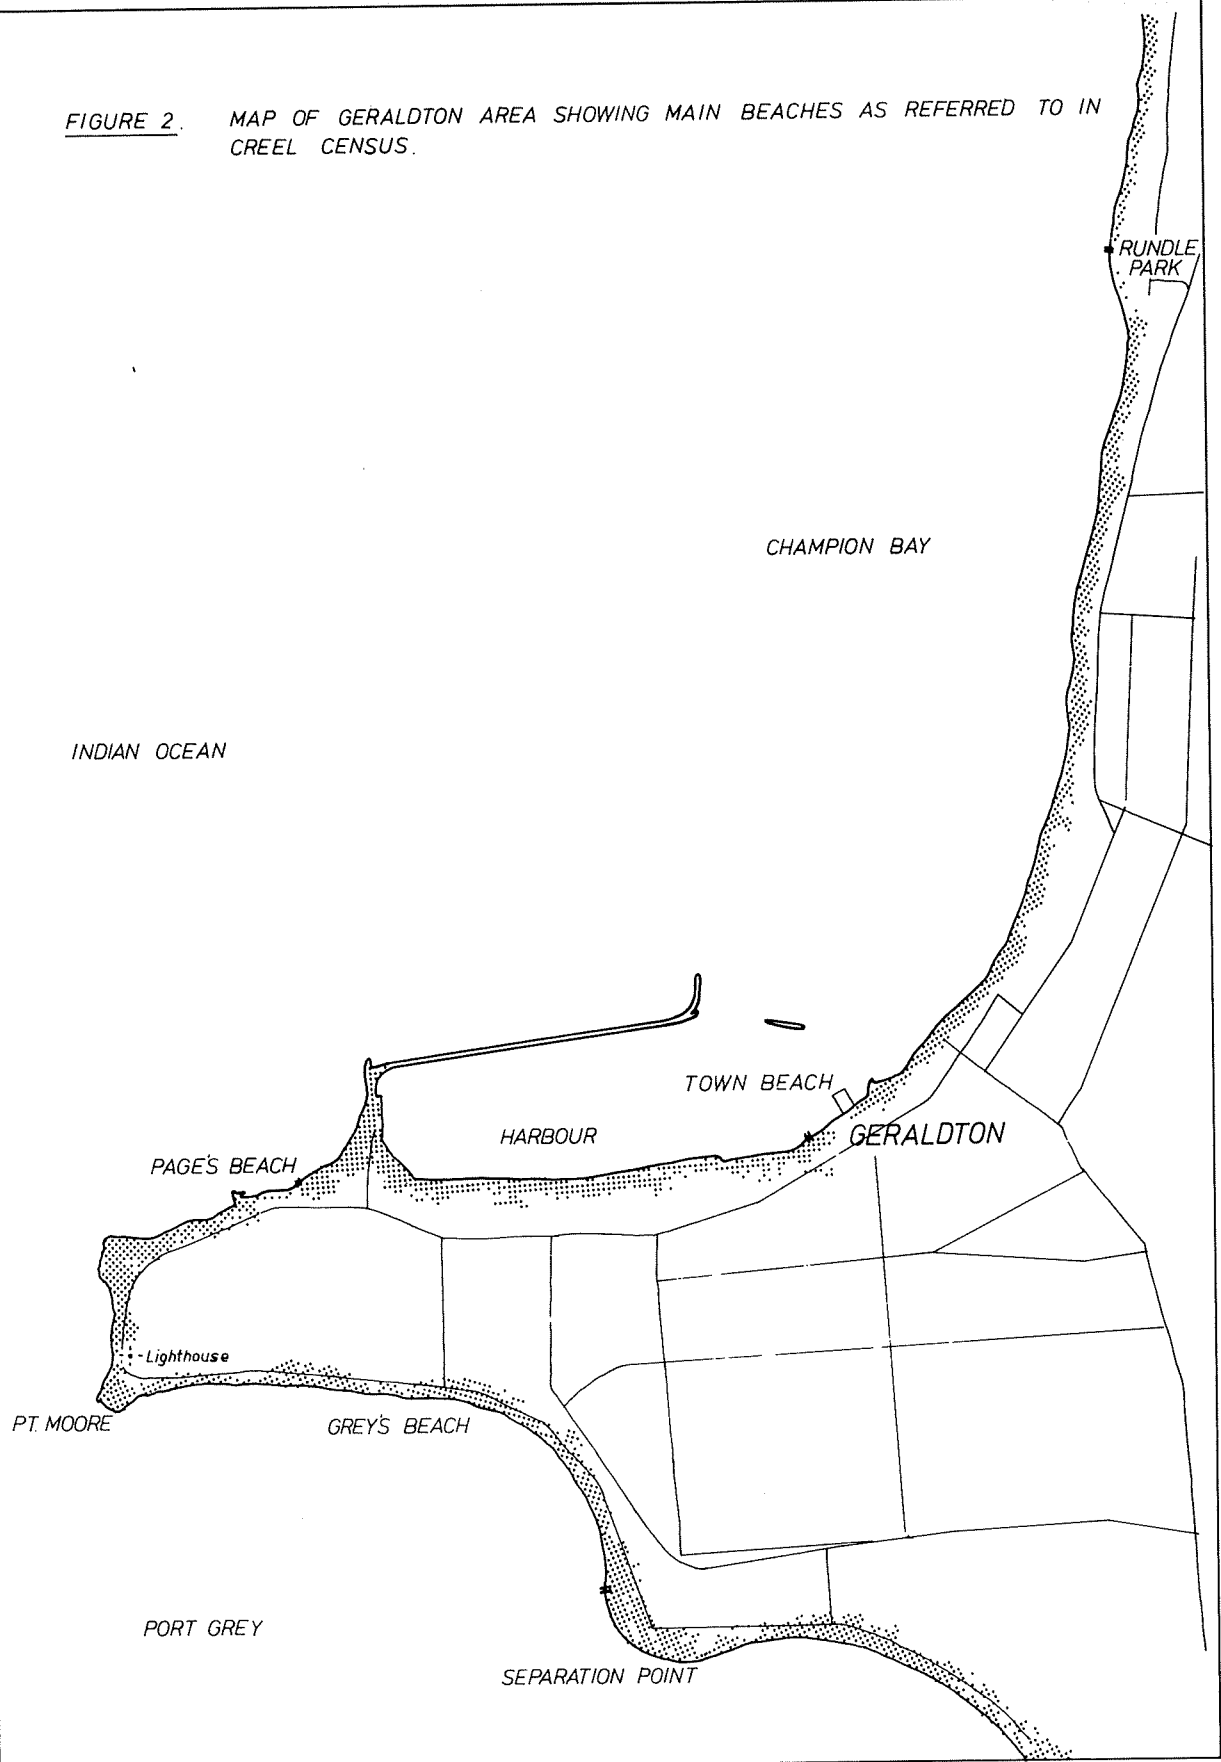 FIGURE 2. MAP OF GERALDTON AREA SHOWING MAIN BEACHES AS REFERRED TO IN
CREEL CENSUS.
RUNDLE
PARK
CHAMPION BAY
INDIAN OCEAN
TOWN BEACH
HARBOUR
GERALDTON
PAGE'S BEACH
Lighthouse
PT. MOORE
GREY'S BEACH
PORT GREY
SEPARATION POINT